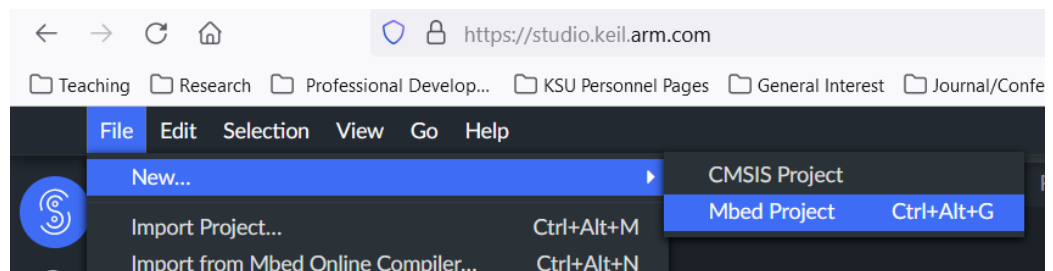 https://studio.keil.arm.com
Teaching Research Professional Develop... KSU Personnel Pages General Interest Journal/Confe
File Edit Selection View Go Help
New... CMSIS Project
Mbed Project Ctrl+Alt+G
Import Project... Ctrl+Alt+M
Import from Mbed Online Compiler... Ctrl+Alt+N